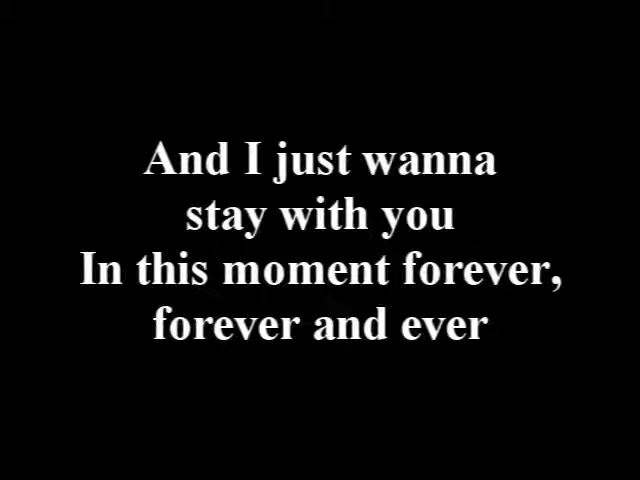 And I just wanna
stay with you
In this moment forever,
forever and ever